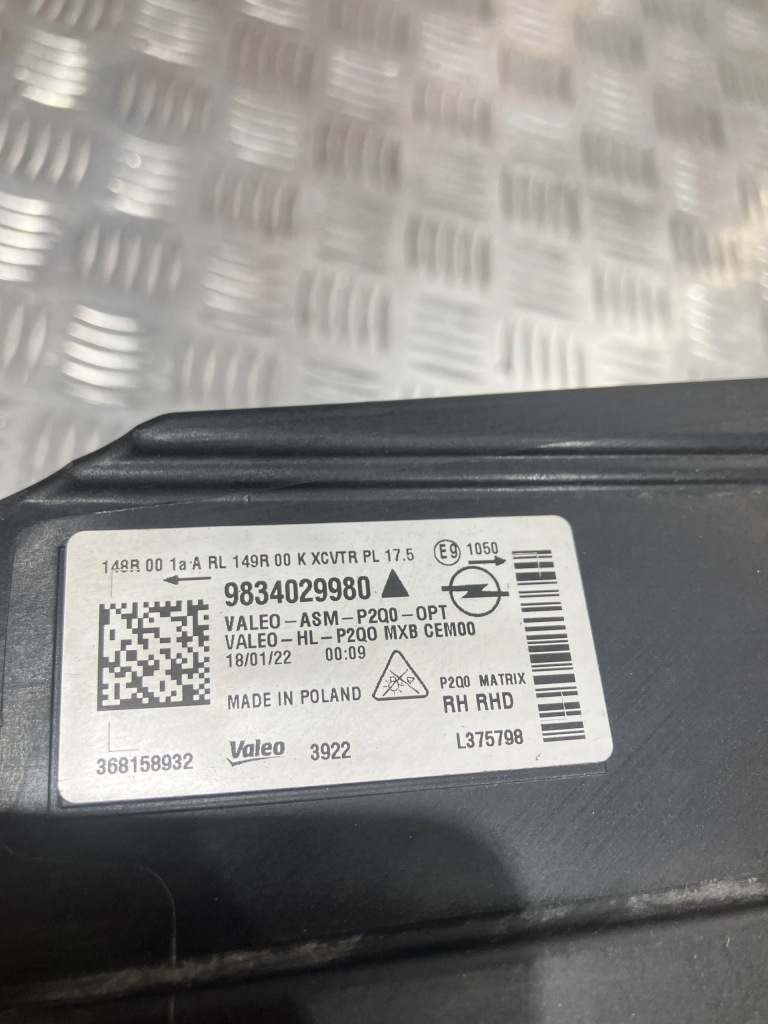 148R 00 1a A RL 149R 00 K XCVTR PL 17.5 E9 1050
9834029980
VALEO-ASM-P2Q0-OPT
VALEO-HL-P2QO MXB CEM00
18/01/22 00:09
MADE IN POLAND
P2Q0 MATRIX
RH RHD
368158932 Valeo 3922 L375798